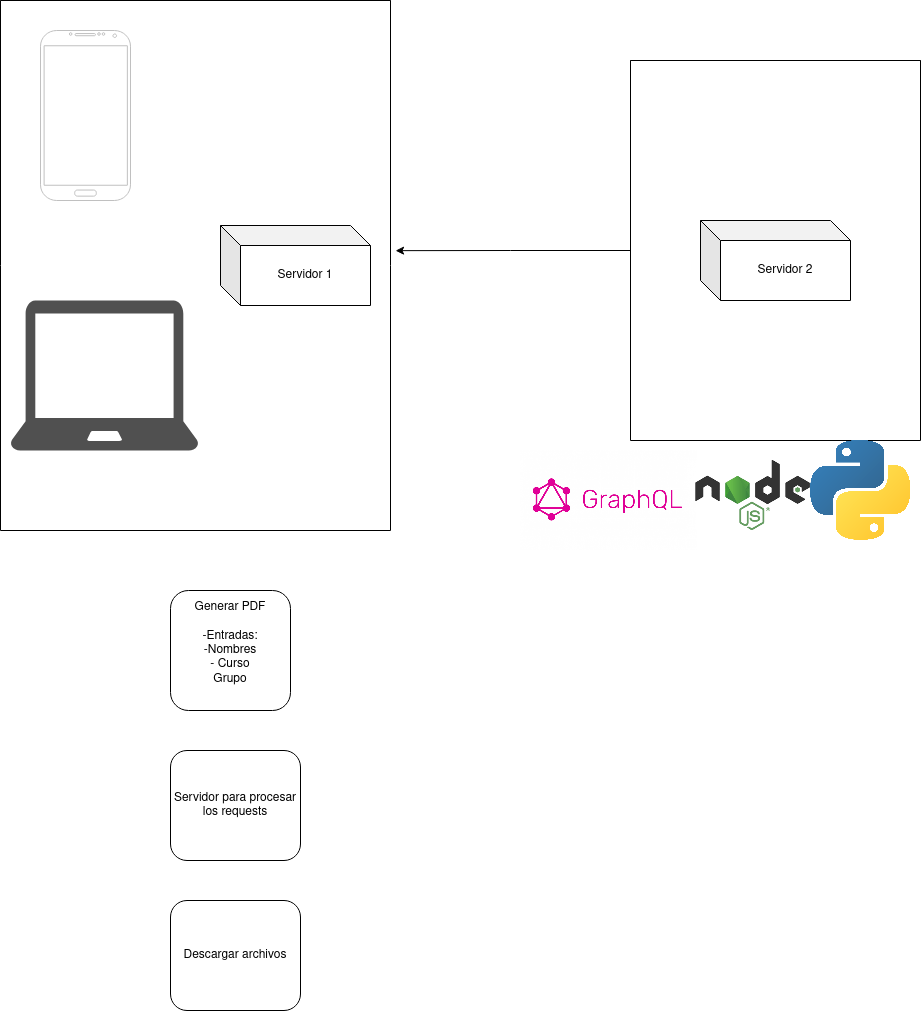 Servidor 1
Servidor 2
GraphQL
node
JS
Generar PDF
-Entradas:
-Nombres
- Curso
Grupo
Servidor para procesar
los requests
Descargar archivos